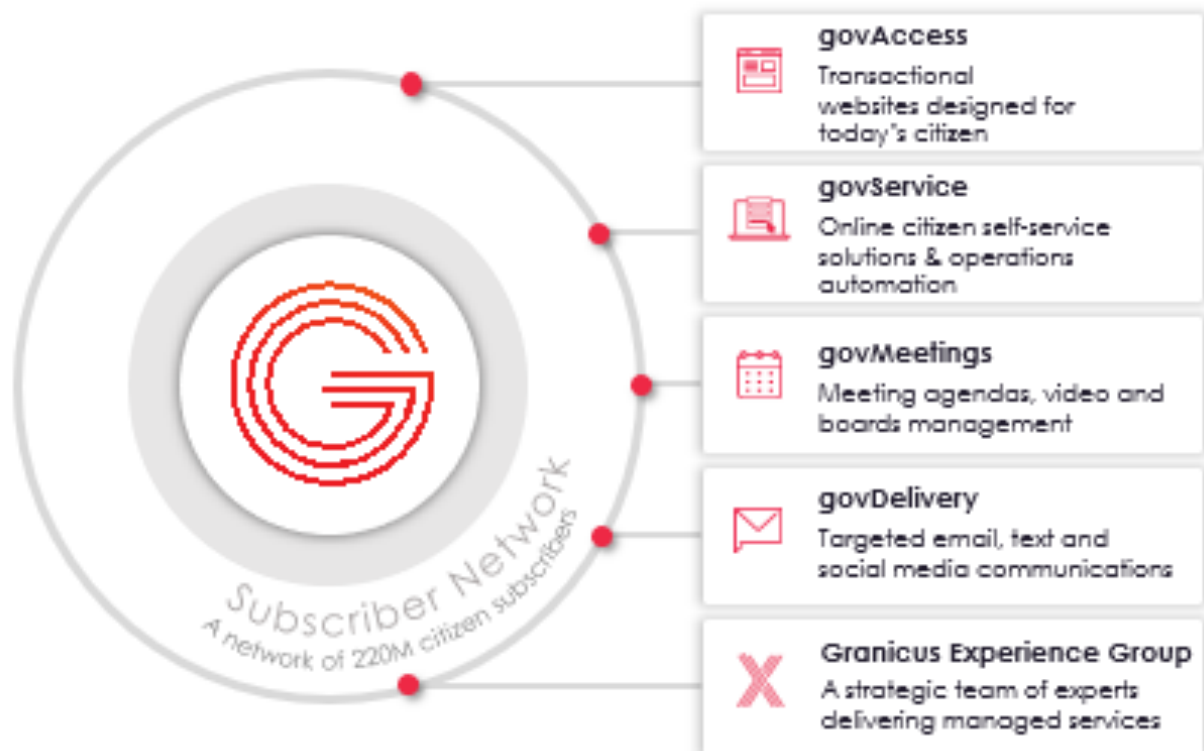 govAccess
Transactional
websites designed for
today's citizen
govService
Online citizen self-service
solutions & operations
automation
govMeetings
Meeting agendas, video and
boards management
govDelivery
Targeted email, text and
social media communications
Granicus Experience Group
A strategic team of experts
delivering managed services
Subscriber Network
A network of 220M citizen subscribers